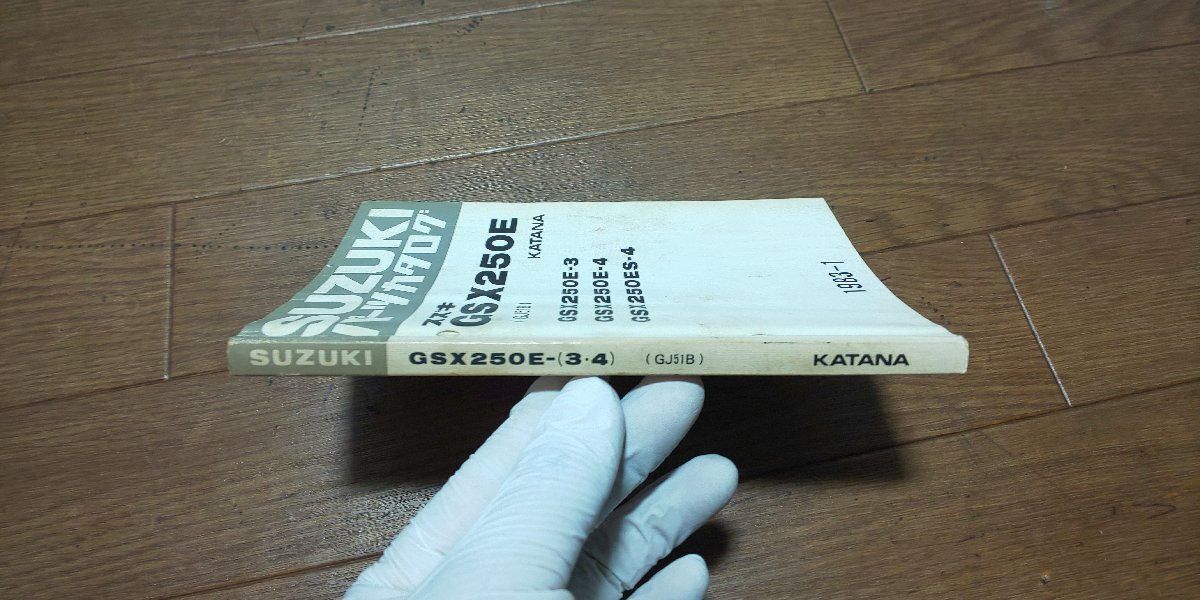 SUZUKI
パーツカタログ
スズキ
GSX250E
(GJ51B)
KATANA
GSX250E-3
GSX250E-4
GSX250ES-4
1983-1
SUZUKI GSX250E-(3・4) (GJ51B) KATANA